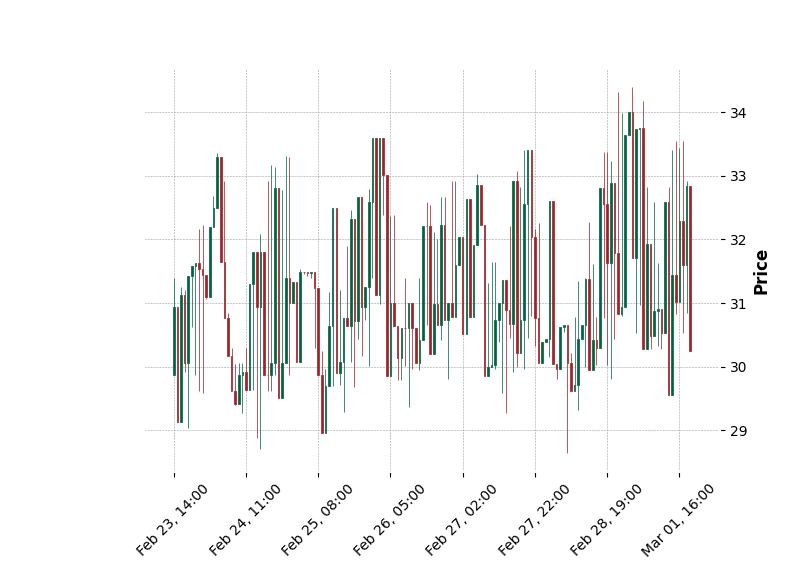 34
33
32
31
30
29
Price
Feb 23, 14:00
Feb 24, 11:00
Feb 25, 08:00
Feb 26, 05:00
Feb 27, 02:00
Feb 27, 22:00
Feb 28, 19:00
Mar 01, 16:00